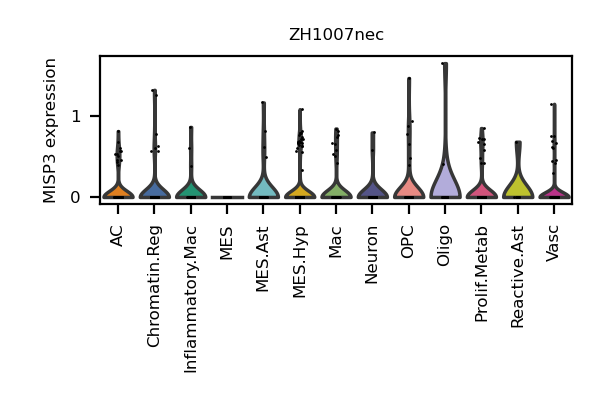 ZH1007nec
MISP3 expression
1
0
AC
Chromatin.Reg
Inflammatory.Mac
MES
MES.Ast
MES.Hyp
Mac
Neuron
OPC
Oligo
Prolif.Metab
Reactive.Ast
Vasc